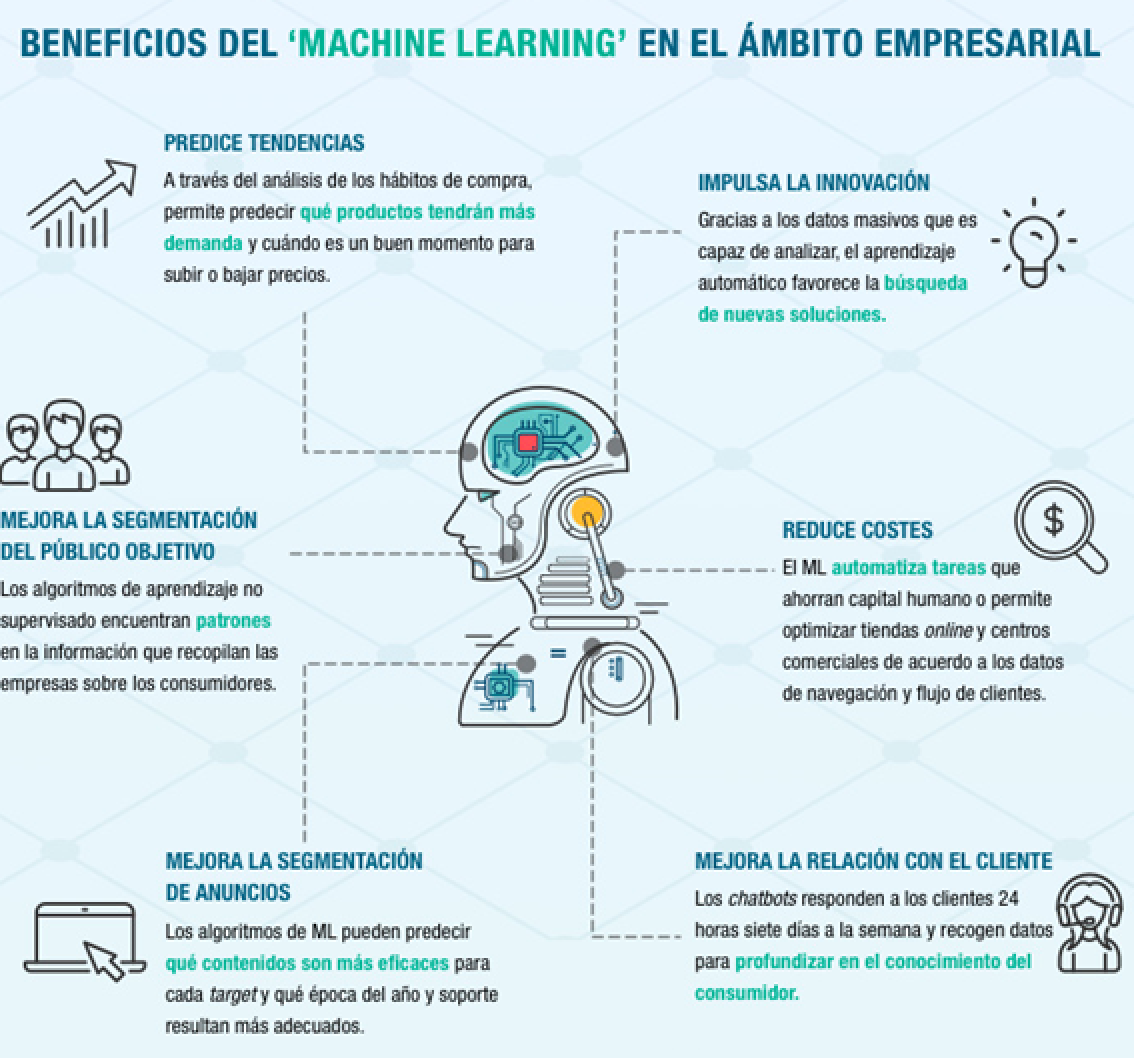 BENEFICIOS DEL ‘MACHINE LEARNING’ EN EL ÁMBITO EMPRESARIAL
PREDICE TENDENCIAS
A través del análisis de los hábitos de compra,
permite predecir qué productos tendrán más
demanda y cuándo es un buen momento para
subir o bajar precios.
IMPULSA LA INNOVACIÓN
Gracias a los datos masivos que es
capaz de analizar, el aprendizaje
automático favorece la búsqueda
de nuevas soluciones.
MEJORA LA SEGMENTACIÓN
DEL PÚBLICO OBJETIVO
Los algoritmos de aprendizaje no
supervisado encuentran patrones
en la información que recopilan las
empresas sobre los consumidores.
REDUCE COSTES
$
El ML automatiza tareas que
ahorran capital humano o permite
optimizar tiendas online y centros
comerciales de acuerdo a los datos
de navegación y flujo de clientes.
MEJORA LA SEGMENTACIÓN
DE ANUNCIOS
Los algoritmos de ML pueden predecir
qué contenidos son más eficaces para
cada target y qué época del año y soporte
resultan más adecuados.
MEJORA LA RELACIÓN CON EL CLIENTE
Los chatbots responden a los clientes 24
horas siete días a la semana y recogen datos
para profundizar en el conocimiento del
consumidor.